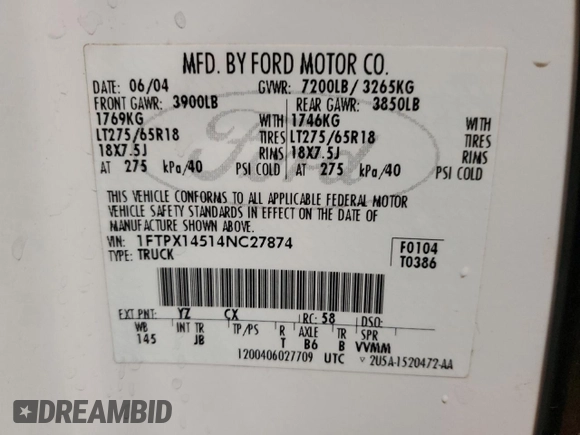 MFD. BY FORD MOTOR CO.
DATE: 06/04 GVWR: 7200LB/ 3265KG
FRONT GAWR: 3900LB REAR GAWR: 3850LB
1769KG WITH 1746KG WITH
LT275/65R18 TIRES LT275/65R18 TIRES
18X7.5J RIMS 18X7.5J RIMS
AT 275 kPa/40 PSI COLD AT 275 kPa/40 PSI COLD
THIS VEHICLE CONFORMS TO ALL APPLICABLE FEDERAL MOTOR
VEHICLE SAFETY STANDARDS IN EFFECT ON THE DATE OF
MANUFACTURE SHOWN ABOVE.
VIN: 1FTPX14514NC27874 F0104
TYPE: TRUCK T0386
EXT PNT: YZ CX RC: 58 DSO:
WB INT TR TP/PS R AXLE TR SPR
145 JB T B6 B VVMM
1200406027709 UTC 2U5A-1520472-AA
Ford
DREAMBID